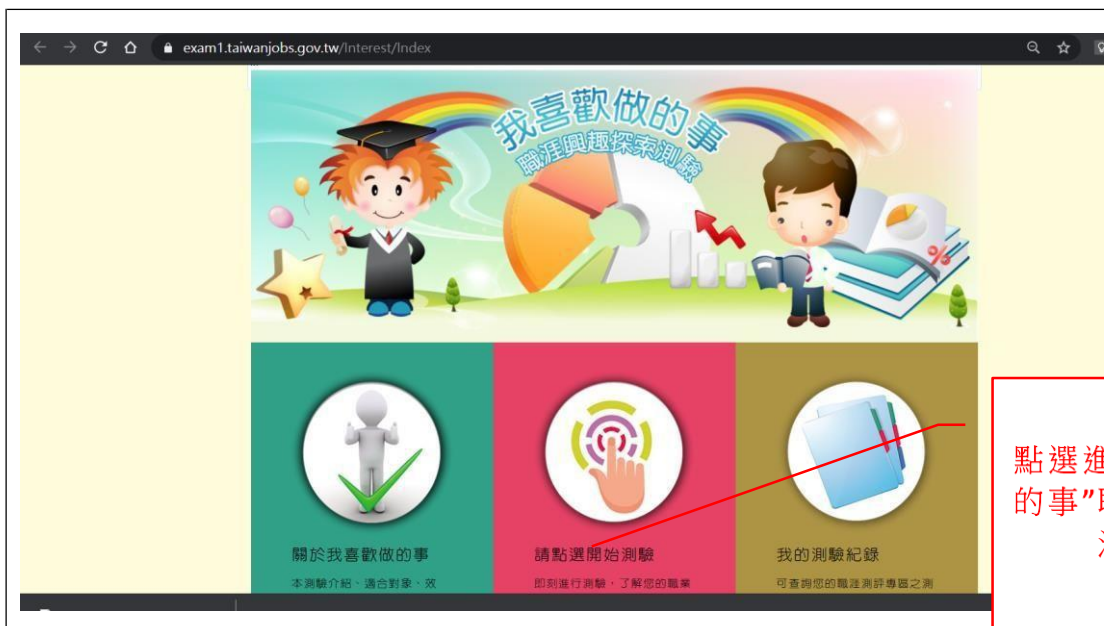 exam1.taiwanjobs.gov.tw/Interest/Index
我喜歡做的事
職涯興趣探索測驗
%
關於我喜歡做的事
本測驗介紹、適合對象、效
請點選開始測驗
即刻進行測驗，了解您的職業
我的測驗紀錄
可查詢您的職涯測評專區之測
點選進
的事"